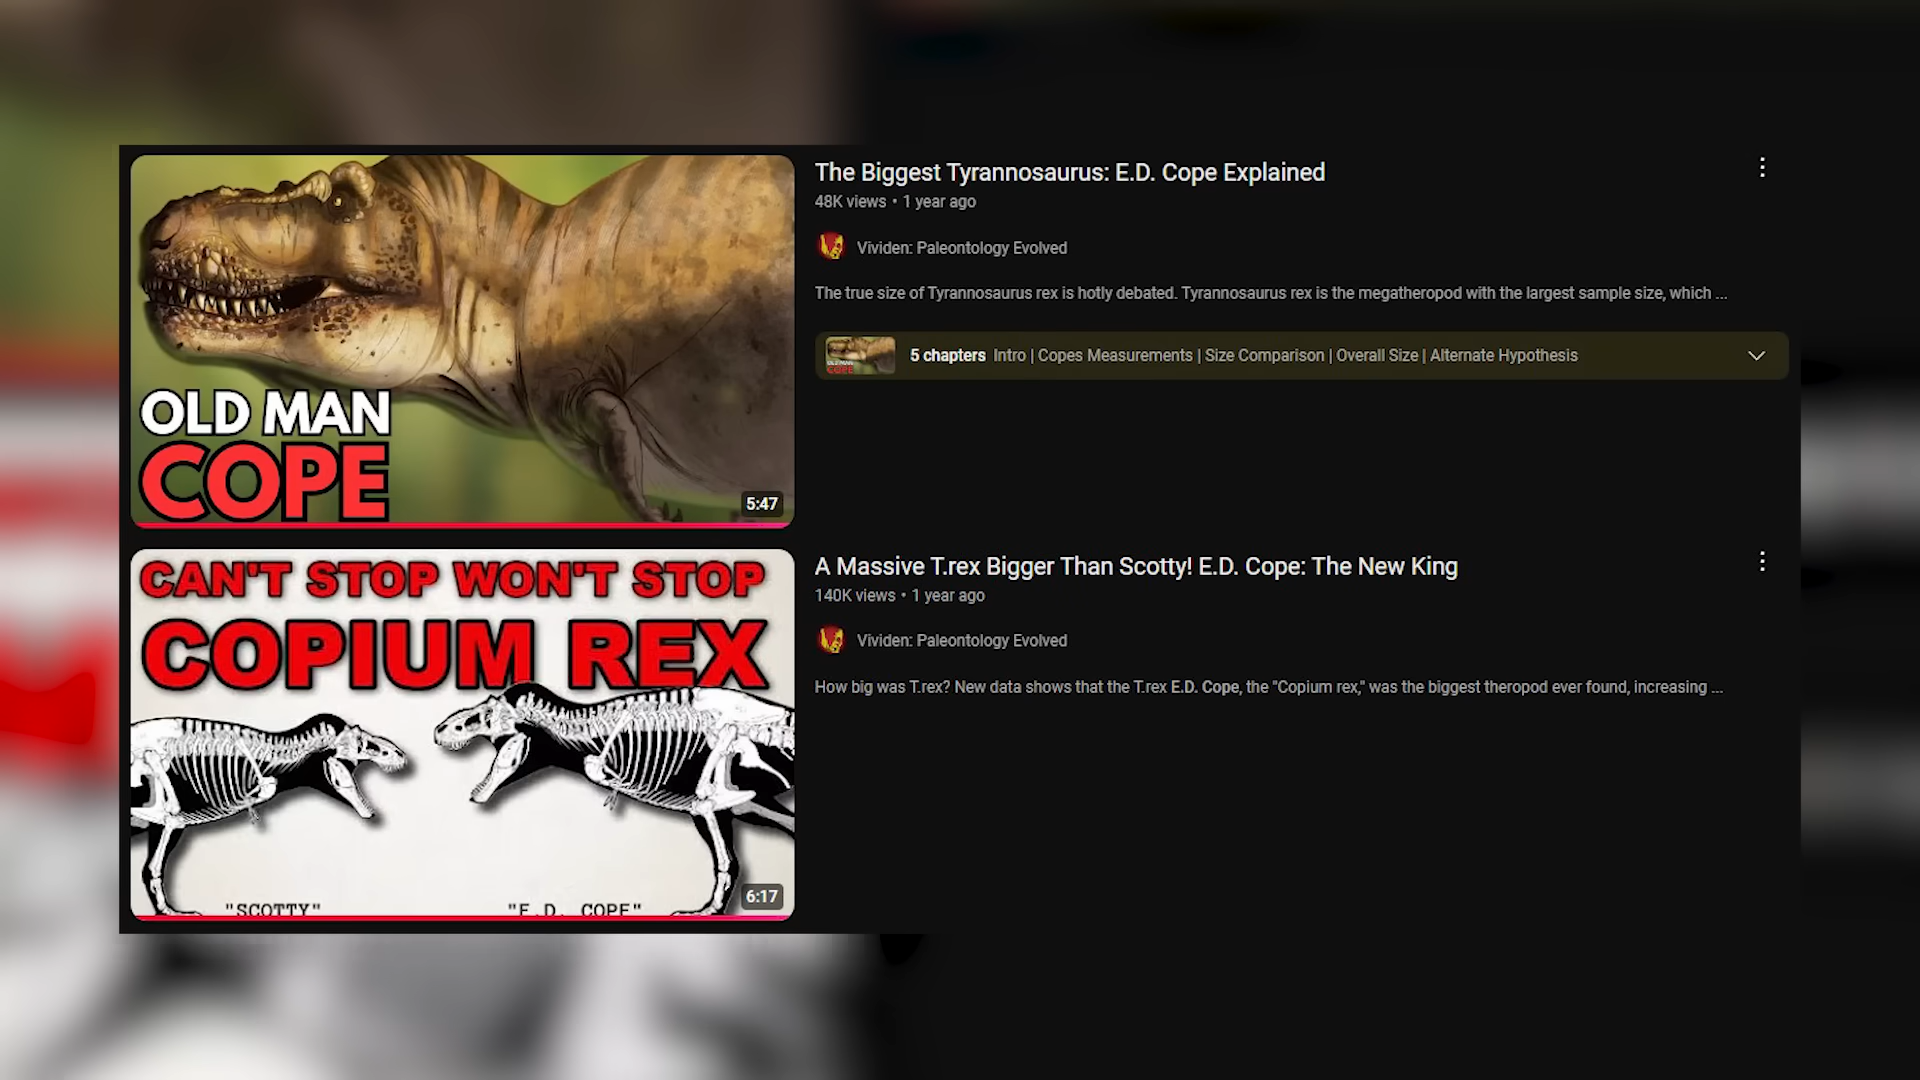 OLD MAN
COPE
5:47
The Biggest Tyrannosaurus: E.D. Cope Explained
48K views • 1 year ago
Vividen: Paleontology Evolved
The true size of Tyrannosaurus rex is hotly debated. Tyrannosaurus rex is the megatheropod with the largest sample size, which ...
5 chapters Intro | Copes Measurements | Size Comparison | Overall Size | Alternate Hypothesis
CAN'T STOP WON'T STOP
COPIUM REX
"SCOTTY" "E.D. COPE"
6:17
A Massive T.rex Bigger Than Scotty! E.D. Cope: The New King
140K views • 1 year ago
Vividen: Paleontology Evolved
How big was T.rex? New data shows that the T.rex E.D. Cope, the "Copium rex," was the biggest theropod ever found, increasing ...